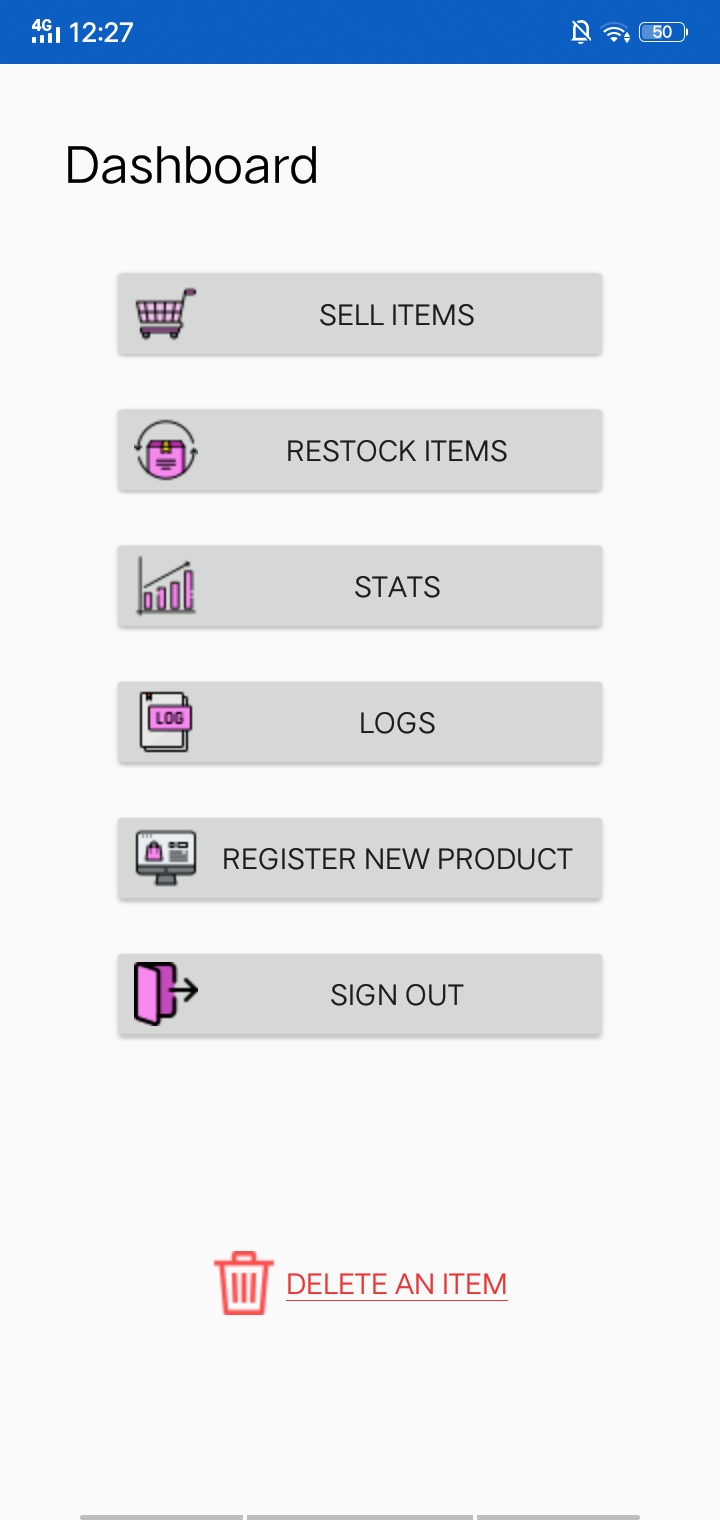 4G 12:27 50
Dashboard
SELL ITEMS
RESTOCK ITEMS
STATS
LOG
LOGS
REGISTER NEW PRODUCT
SIGN OUT
DELETE AN ITEM